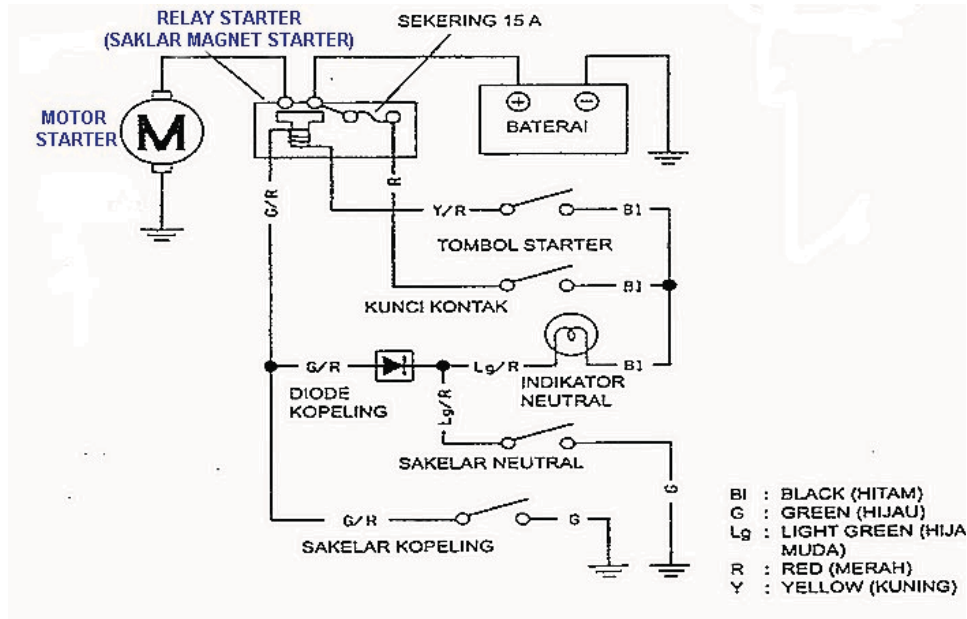 RELAY STARTER
(SAKLAR MAGNET STARTER)
SEKERING 15 A
MOTOR
STARTER
M
+
−
BATERAI
G/R
R
Y/R
Bl
TOMBOL STARTER
Bl
KUNCI KONTAK
G/R
Lg/R
Bl
DIODE
KOPELING
INDIKATOR
NEUTRAL
Lg/R
SAKELAR NEUTRAL
G
G/R
G
SAKELAR KOPELING
Bl : BLACK (HITAM)
G : GREEN (HIJAU)
Lg : LIGHT GREEN (HIJA
MUDA)
R : RED (MERAH)
Y : YELLOW (KUNING)